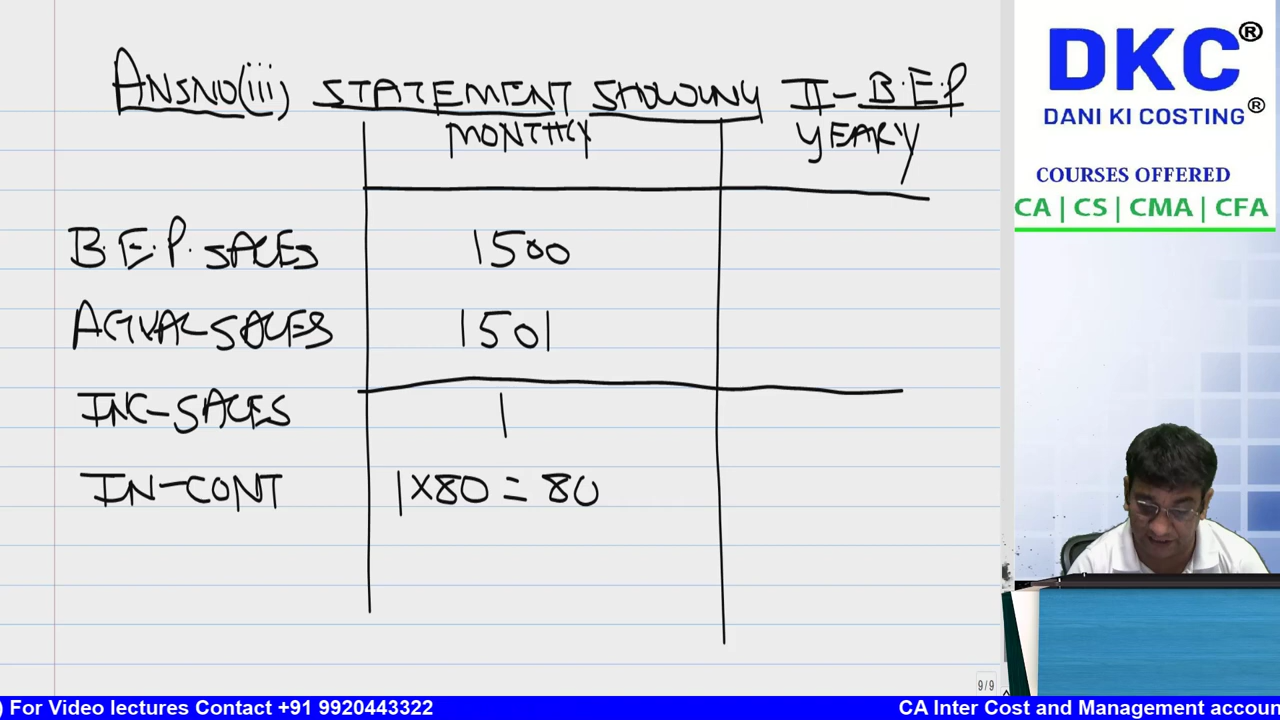 ANSNO(iii) STATEMENT SHOWING II-B.E.P
MONTHLY YEARLY
B.E.P. SALES 1500
ACTUAL SALES 1501
INC-SALES 1
IN-CONT 1×80=80
9/9
DKC®
DANI KI COSTING®
COURSES OFFERED
CA | CS | CMA | CFA
) For Video lectures Contact +91 9920443322 CA Inter Cost and Management accoun